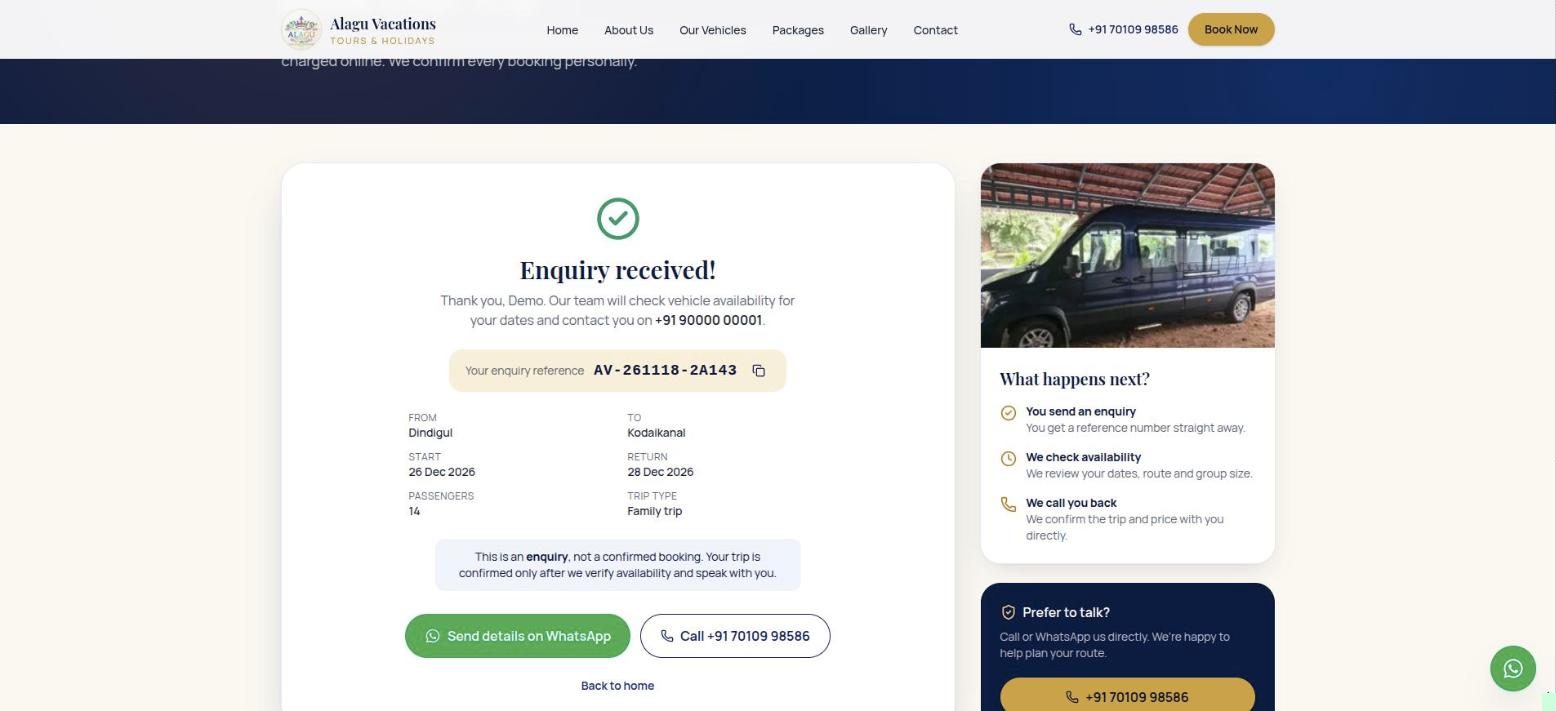 ALAGU
Alagu Vacations
TOURS & HOLIDAYS
Home
About Us
Our Vehicles
Packages
Gallery
Contact
+91 70109 98586
Book Now
charged online. We confirm every booking personally.
Enquiry received!
Thank you, Demo. Our team will check vehicle availability for
your dates and contact you on +91 90000 00001.
Your enquiry reference AV-261118-2A143
FROM
Dindigul
TO
Kodaikanal
START
26 Dec 2026
RETURN
28 Dec 2026
PASSENGERS
14
TRIP TYPE
Family trip
This is an enquiry, not a confirmed booking. Your trip is
confirmed only after we verify availability and speak with you.
Send details on WhatsApp
Call +91 70109 98586
Back to home
What happens next?
You send an enquiry
You get a reference number straight away.
We check availability
We review your dates, route and group size.
We call you back
We confirm the trip and price with you
directly.
Prefer to talk?
Call or WhatsApp us directly. We're happy to
help plan your route.
+91 70109 98586